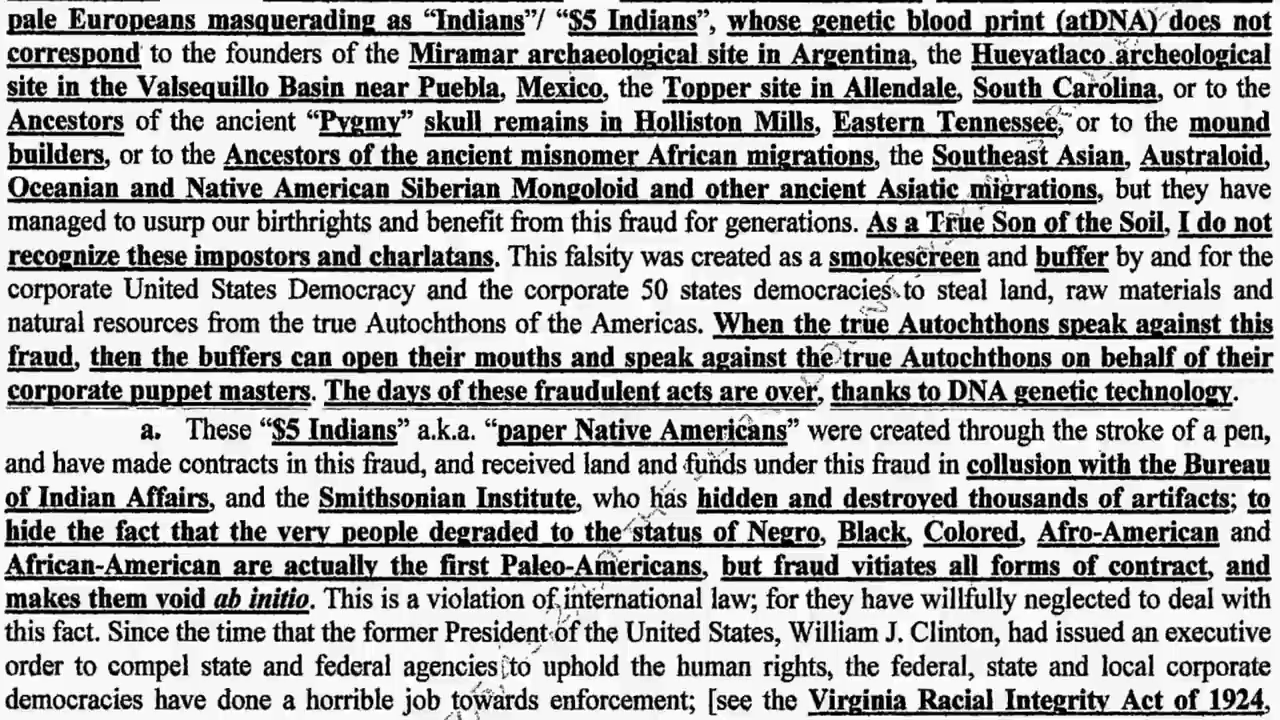 pale Europeans masquerading as “Indians”/ “$5 Indians”, whose genetic blood print (atDNA) does not
correspond to the founders of the Miramar archaeological site in Argentina, the Hueyatlaco archeological
site in the Valsequillo Basin near Puebla, Mexico, the Topper site in Allendale, South Carolina, or to the
Ancestors of the ancient “Pygmy” skull remains in Holliston Mills, Eastern Tennessee, or to the mound
builders, or to the Ancestors of the ancient misnomer African migrations, the Southeast Asian, Australoid,
Oceanian and Native American Siberian Mongoloid and other ancient Asiatic migrations, but they have
managed to usurp our birthrights and benefit from this fraud for generations. As a True Son of the Soil, I do not
recognize these impostors and charlatans. This falsity was created as a smokescreen and buffer by and for the
corporate United States Democracy and the corporate 50 states democracies to steal land, raw materials and
natural resources from the true Autochthons of the Americas. When the true Autochthons speak against this
fraud, then the buffers can open their mouths and speak against the true Autochthons on behalf of their
corporate puppet masters. The days of these fraudulent acts are over, thanks to DNA genetic technology.
a. These “$5 Indians” a.k.a. “paper Native Americans” were created through the stroke of a pen,
and have made contracts in this fraud, and received land and funds under this fraud in collusion with the Bureau
of Indian Affairs, and the Smithsonian Institute, who has hidden and destroyed thousands of artifacts; to
hide the fact that the very people degraded to the status of Negro, Black, Colored, Afro-American and
African-American are actually the first Paleo-Americans, but fraud vitiates all forms of contract, and
makes them void ab initio. This is a violation of international law; for they have willfully neglected to deal with
this fact. Since the time that the former President of the United States, William J. Clinton, had issued an executive
order to compel state and federal agencies to uphold the human rights, the federal, state and local corporate
democracies have done a horrible job towards enforcement; [see the Virginia Racial Integrity Act of 1924,